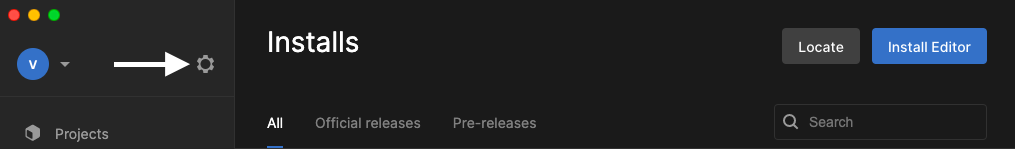 V
Installs
Locate
Install Editor
All
Official releases
Pre-releases
Search
Projects